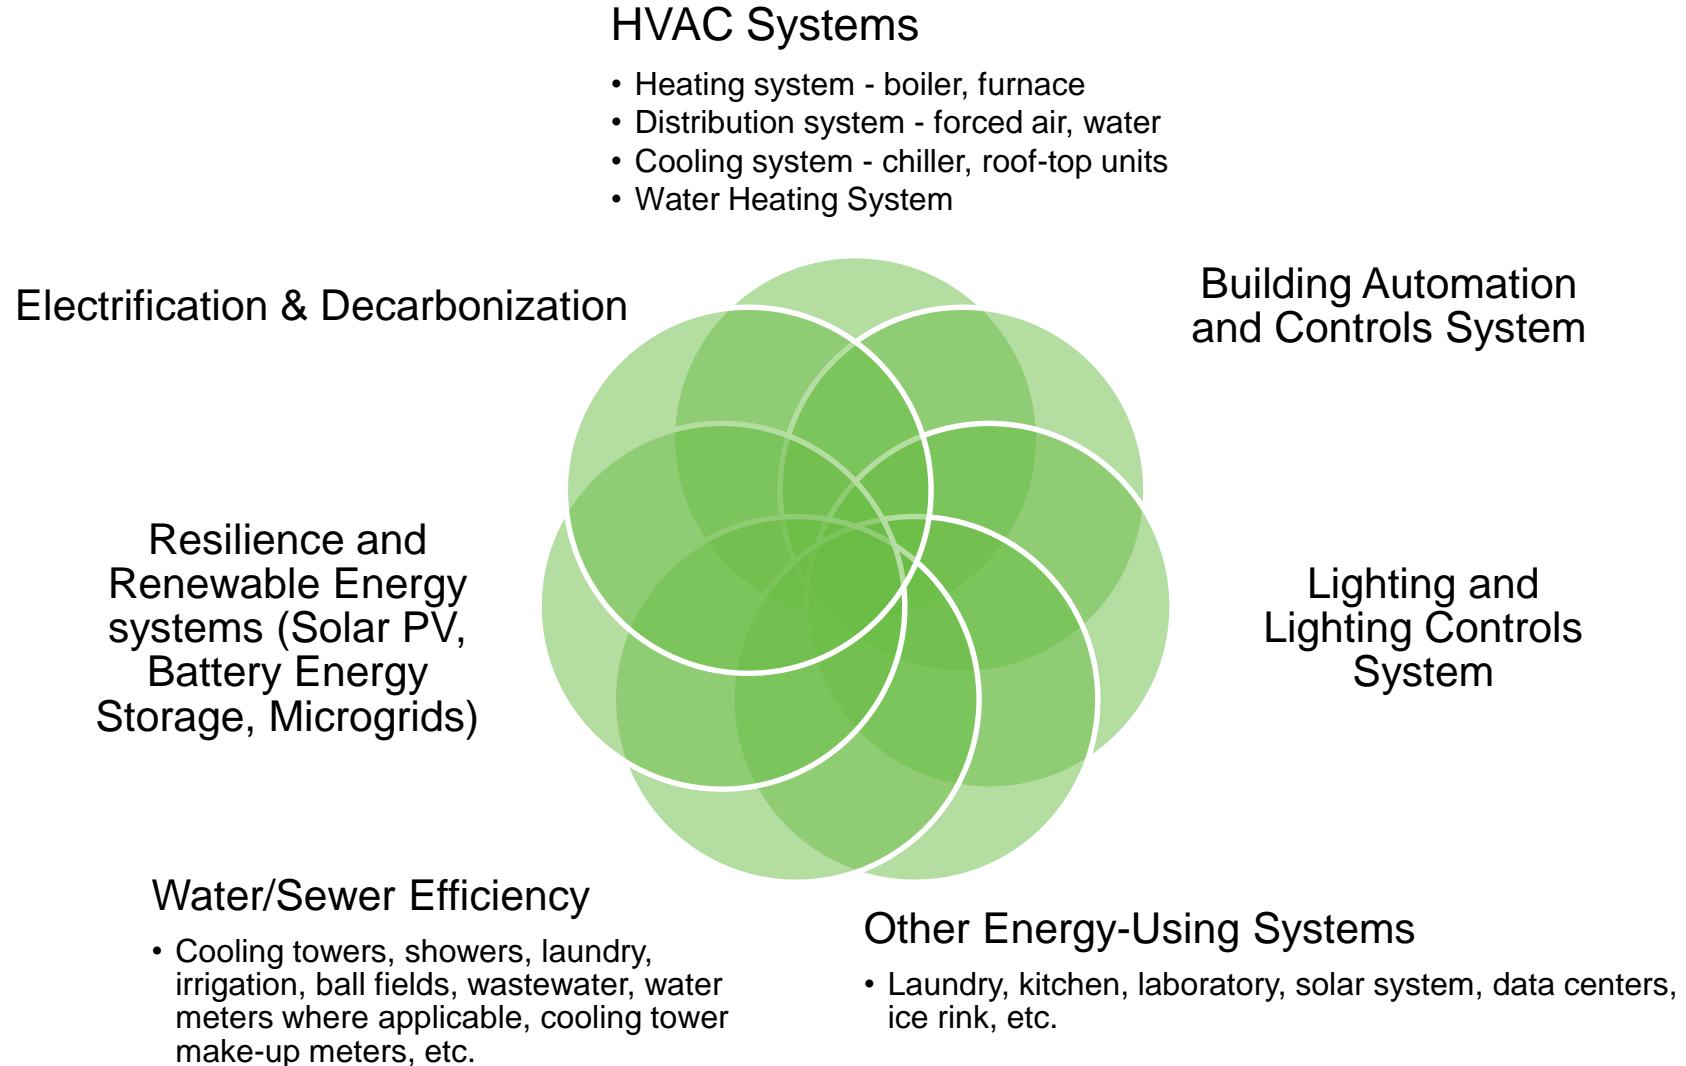 HVAC Systems
• Heating system - boiler, furnace
• Distribution system - forced air, water
• Cooling system - chiller, roof-top units
• Water Heating System
Building Automation
and Controls System
Lighting and
Lighting Controls
System
Other Energy-Using Systems
• Laundry, kitchen, laboratory, solar system, data centers,
ice rink, etc.
Water/Sewer Efficiency
• Cooling towers, showers, laundry,
irrigation, ball fields, wastewater, water
meters where applicable, cooling tower
make-up meters, etc.
Resilience and
Renewable Energy
systems (Solar PV,
Battery Energy
Storage, Microgrids)
Electrification & Decarbonization